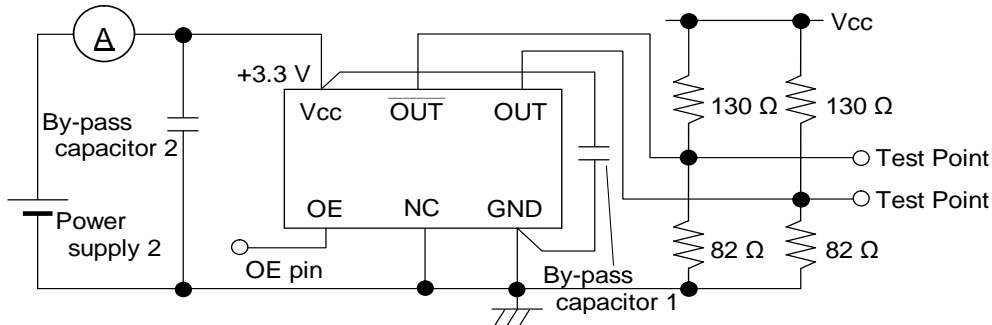 A
Vcc
+3.3 V
Vcc
OUT
OUT
130 Ω
130 Ω
By-pass
capacitor 2
Test Point
Test Point
OE
NC
GND
Power
supply 2
82 Ω
82 Ω
OE pin
By-pass
capacitor 1